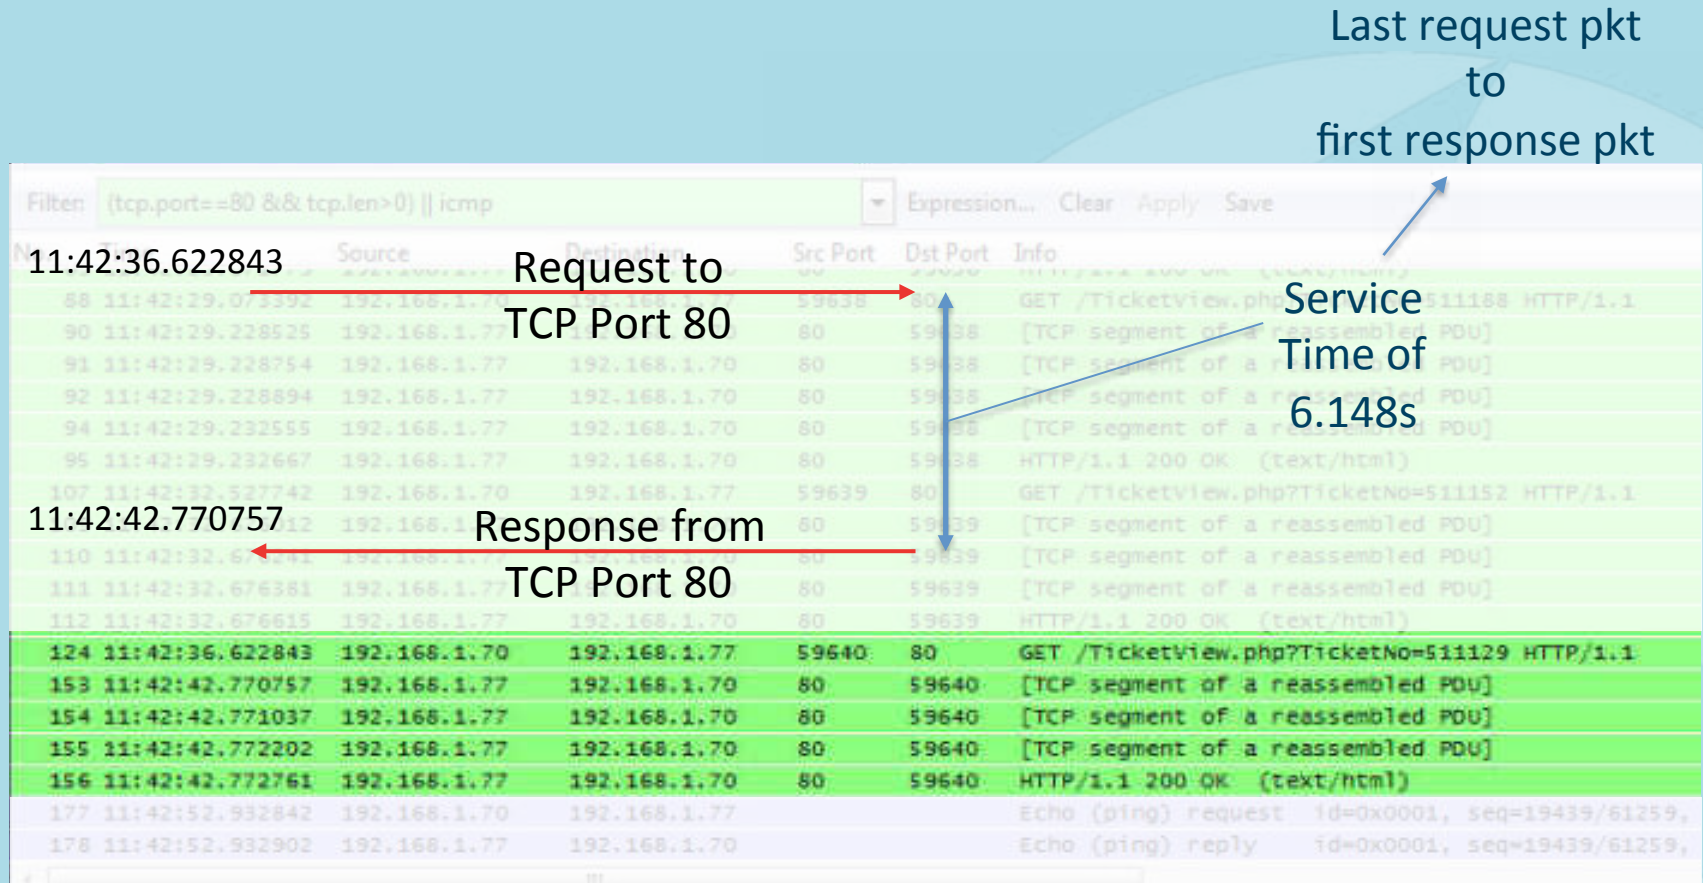 Last request pkt
to
first response pkt
Filter: (tcp.port==80 && tcp.len>0) || icmp Expression... Clear Apply Save
Source Destination Src Port Dst Port Info
11:42:36.622843
Request to
TCP Port 80
Service
Time of
6.148s
88 11:42:29.073392 192.168.1.70 192.168.1.77 59638 80 GET /TicketView.php?TicketNo=511188 HTTP/1.1
90 11:42:29.228525 192.168.1.77 80 59638 [TCP segment of a reassembled PDU]
91 11:42:29.228754 192.168.1.77 192.168.1.70 80 59638 [TCP segment of a reassembled PDU]
92 11:42:29.228894 192.168.1.77 192.168.1.70 80 59638 [TCP segment of a reassembled PDU]
94 11:42:29.232555 192.168.1.77 192.168.1.70 80 59638 [TCP segment of a reassembled PDU]
95 11:42:29.232667 192.168.1.77 192.168.1.70 80 59638 HTTP/1.1 200 OK (text/html)
107 11:42:32.527742 192.168.1.70 192.168.1.77 59639 80 GET /TicketView.php?TicketNo=511152 HTTP/1.1
11:42:42.770757
Response from
TCP Port 80
80 59639 [TCP segment of a reassembled PDU]
110 11:42:32.676241 192.168.1.77 80 59639 [TCP segment of a reassembled PDU]
111 11:42:32.676381 192.168.1.77 80 59639 [TCP segment of a reassembled PDU]
112 11:42:32.676615 192.168.1.77 192.168.1.70 80 59639 HTTP/1.1 200 OK (text/html)
124 11:42:36.622843 192.168.1.70 192.168.1.77 59640 80 GET /TicketView.php?TicketNo=511129 HTTP/1.1
153 11:42:42.770757 192.168.1.77 192.168.1.70 80 59640 [TCP segment of a reassembled PDU]
154 11:42:42.771037 192.168.1.77 192.168.1.70 80 59640 [TCP segment of a reassembled PDU]
155 11:42:42.772202 192.168.1.77 192.168.1.70 80 59640 [TCP segment of a reassembled PDU]
156 11:42:42.772761 192.168.1.77 192.168.1.70 80 59640 HTTP/1.1 200 OK (text/html)
177 11:42:52.932842 192.168.1.70 192.168.1.77 Echo (ping) request id=0x0001, seq=19439/61259,
178 11:42:52.932902 192.168.1.77 192.168.1.70 Echo (ping) reply id=0x0001, seq=19439/61259,